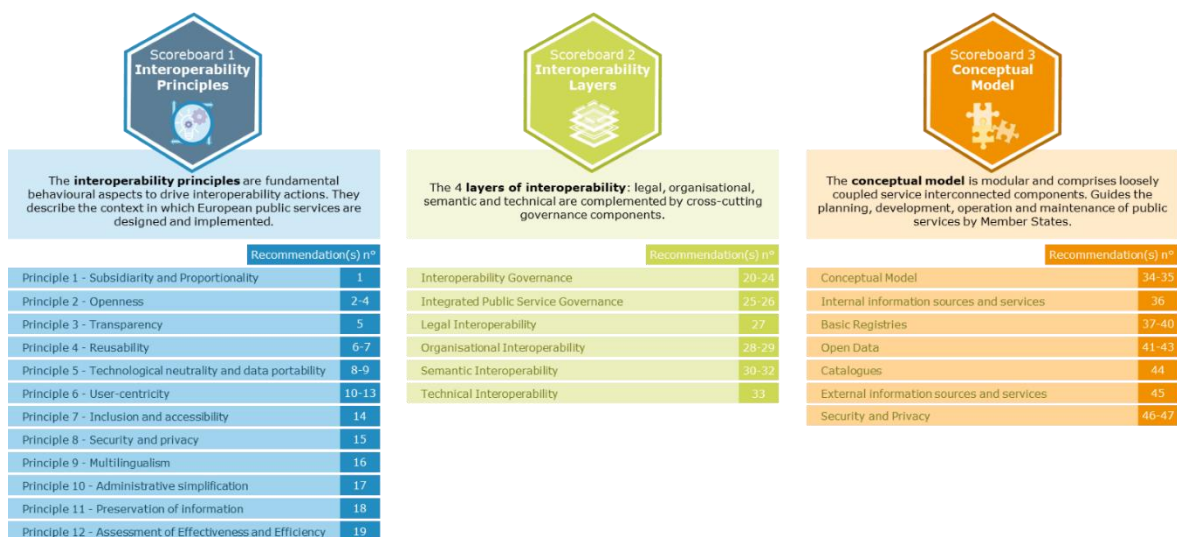 Scoreboard 1
Interoperability
Principles
The interoperability principles are fundamental
behavioural aspects to drive interoperability actions. They
describe the context in which European public services are
designed and implemented.
Recommendation(s) n°
Principle 1 - Subsidiarity and Proportionality 1
Principle 2 - Openness 2-4
Principle 3 - Transparency 5
Principle 4 - Reusability 6-7
Principle 5 - Technological neutrality and data portability 8-9
Principle 6 - User-centricity 10-13
Principle 7 - Inclusion and accessibility 14
Principle 8 - Security and privacy 15
Principle 9 - Multilingualism 16
Principle 10 - Administrative simplification 17
Principle 11 - Preservation of information 18
Principle 12 - Assessment of Effectiveness and Efficiency 19
Scoreboard 2
Interoperability
Layers
The 4 layers of interoperability: legal, organisational,
semantic and technical are complemented by cross-cutting
governance components.
Recommendation(s) n°
Interoperability Governance 20-24
Integrated Public Service Governance 25-26
Legal Interoperability 27
Organisational Interoperability 28-29
Semantic Interoperability 30-32
Technical Interoperability 33
Scoreboard 3
Conceptual
Model
The conceptual model is modular and comprises loosely
coupled service interconnected components. Guides the
planning, development, operation and maintenance of public
services by Member States.
Recommendation(s) n°
Conceptual Model 34-35
Internal information sources and services 36
Basic Registries 37-40
Open Data 41-43
Catalogues 44
External information sources and services 45
Security and Privacy 46-47